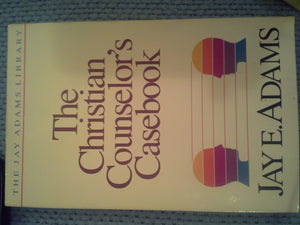 THE JAY ADAMS LIBRARY
The
Christian
Counselor's
Casebook
JAY E. ADAMS